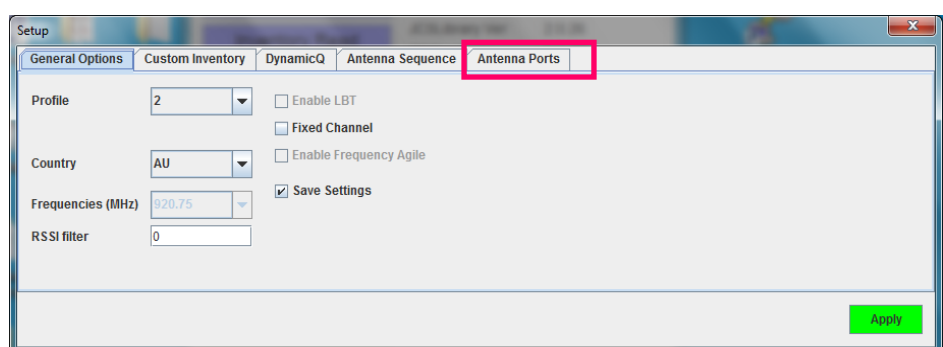 Setup
General Options Custom Inventory DynamicQ Antenna Sequence Antenna Ports
Profile 2 Enable LBT
Fixed Channel
Country AU Enable Frequency Agile
Save Settings
Frequencies (MHz) 920.75
RSSI filter 0
Apply